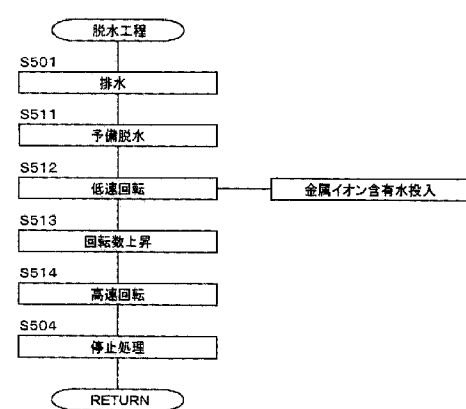 脱水工程
S501
排水
S511
予備脱水
S512
低速回転
金属イオン含有水投入
S513
回転数上昇
S514
高速回転
S504
停止処理
RETURN